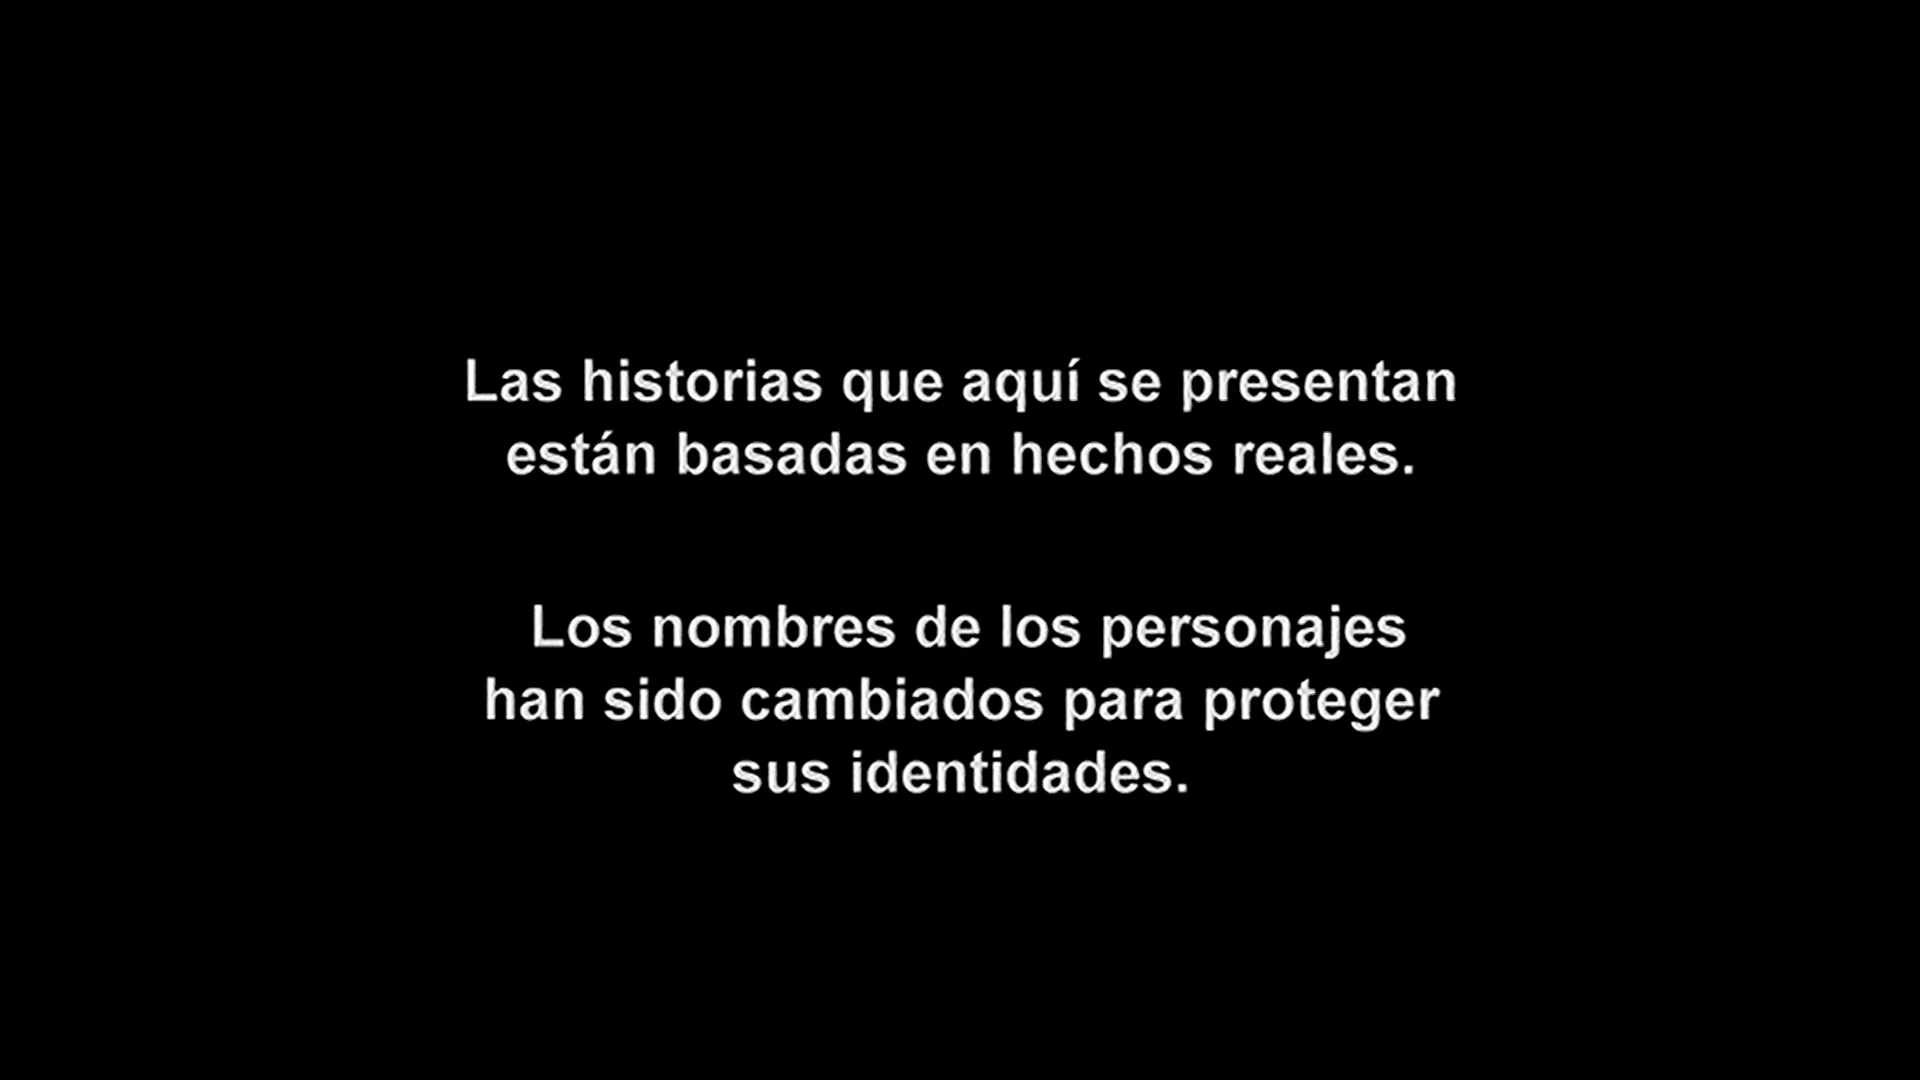 Las historias que aquí se presentan
están basadas en hechos reales.
Los nombres de los personajes
han sido cambiados para proteger
sus identidades.